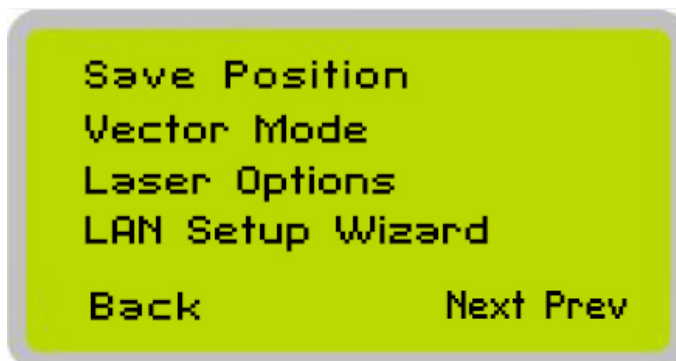 Save Position
Vector Mode
Laser Options
LAN Setup Wizard
Back Next Prev